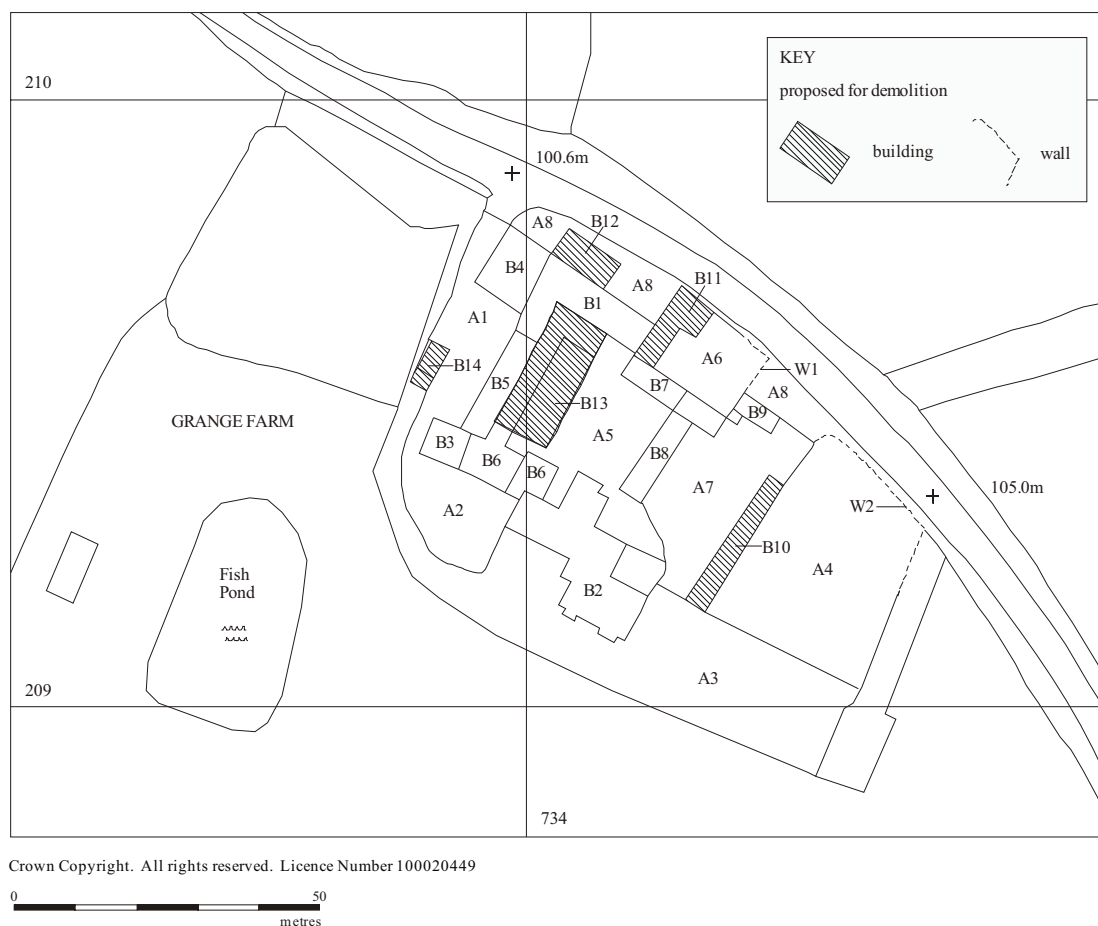 KEY
proposed for demolition
building
wall
210
100.6m
A8
B12
B4
A8
B11
B1
A1
A6
W1
B14
B7
A8
B5
B13
B9
GRANGE FARM
A5
B3
B6
B8
B6
A7
105.0m
A2
W2
B10
A4
Fish
Pond
B2
A3
209
734
Crown Copyright. All rights reserved. Licence Number 100020449
0 50
metres